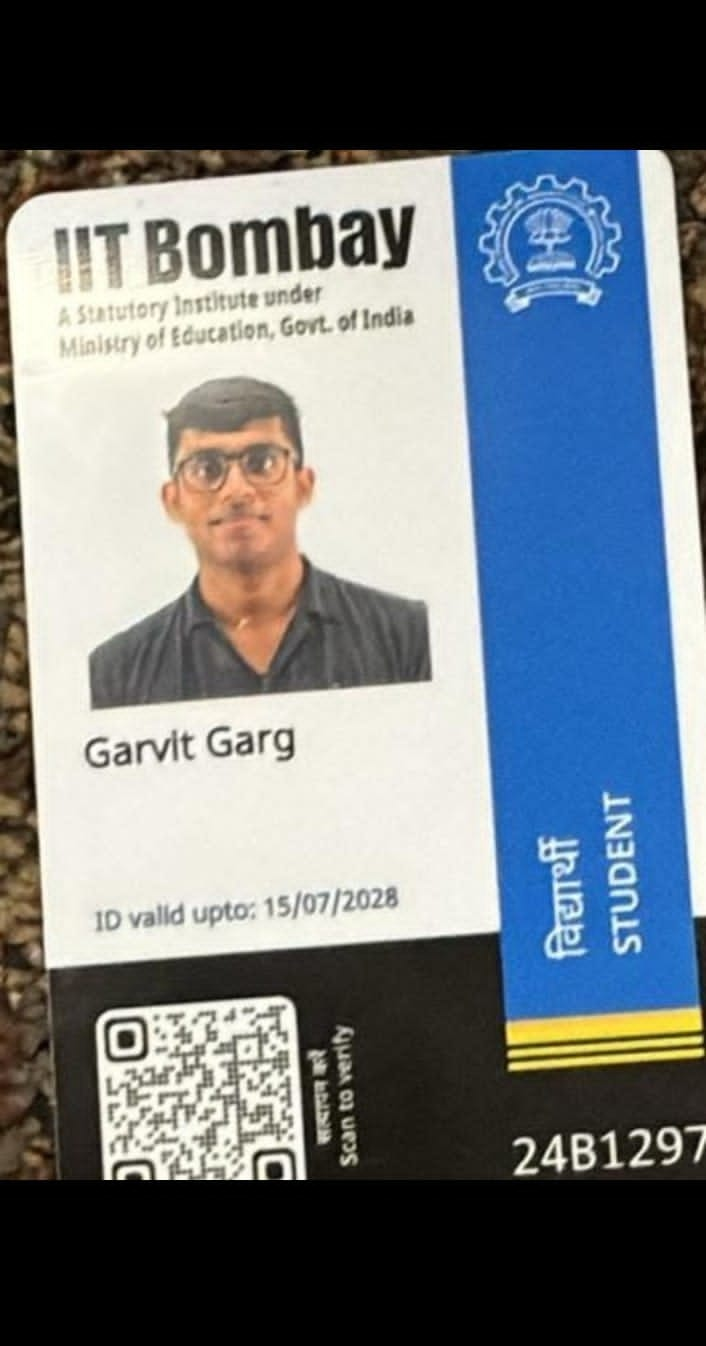 IIT Bombay
A Statutory Institute under
Ministry of Education, Govt. of India
Garvit Garg
ID valid upto: 15/07/2028
विद्यार्थी
STUDENT
सत्यापन करें
Scan to verify
24B1297